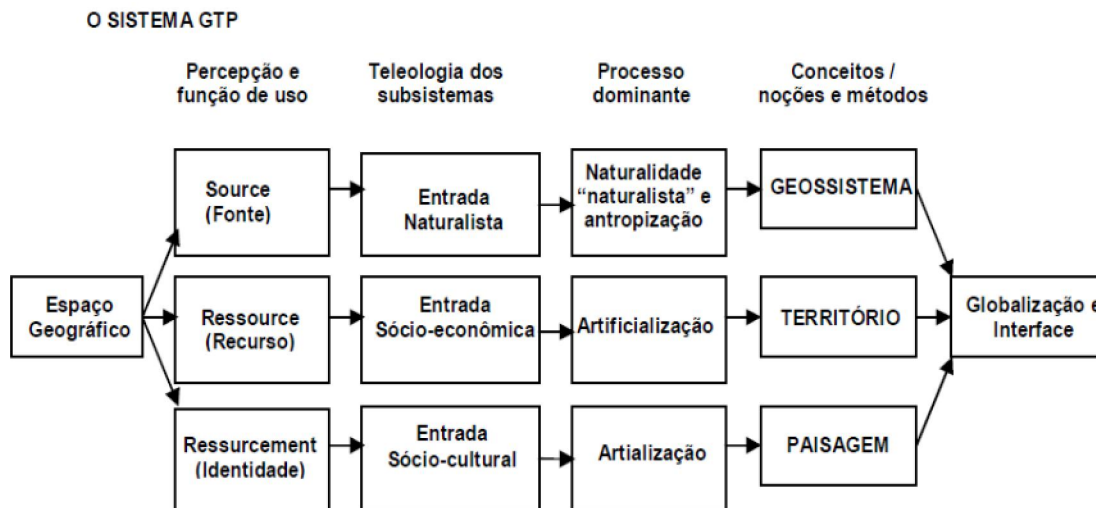 O SISTEMA GTP
Percepção e
função de uso
Teleologia dos
subsistemas
Processo
dominante
Conceitos /
noções e métodos
Source
(Fonte)
Entrada
Naturalista
Naturalidade
“naturalista” e
antropização
GEOSSISTEMA
Espaço
Geográfico
Ressource
(Recurso)
Entrada
Sócio-econômica
Artificialização
TERRITÓRIO
Globalização e
Interface
Ressurcement
(Identidade)
Entrada
Sócio-cultural
Artialização
PAISAGEM